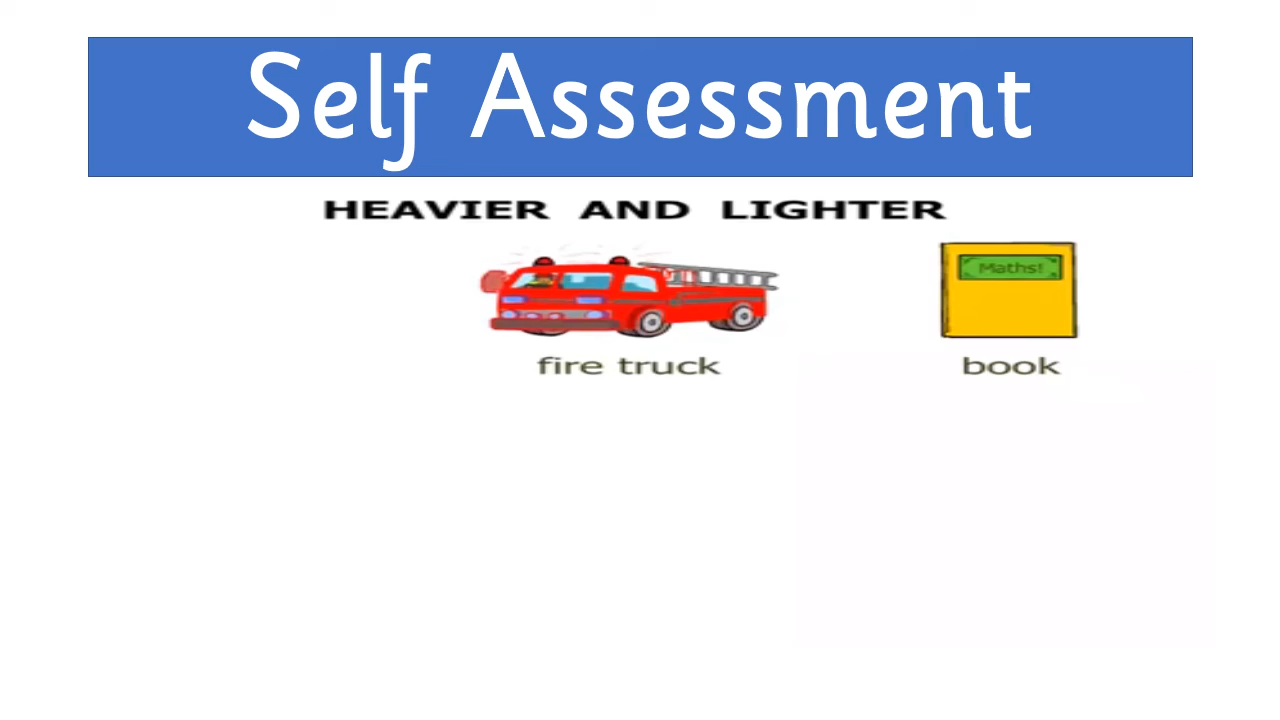 Self Assessment
HEAVIER AND LIGHTER
Maths!
fire truck
book